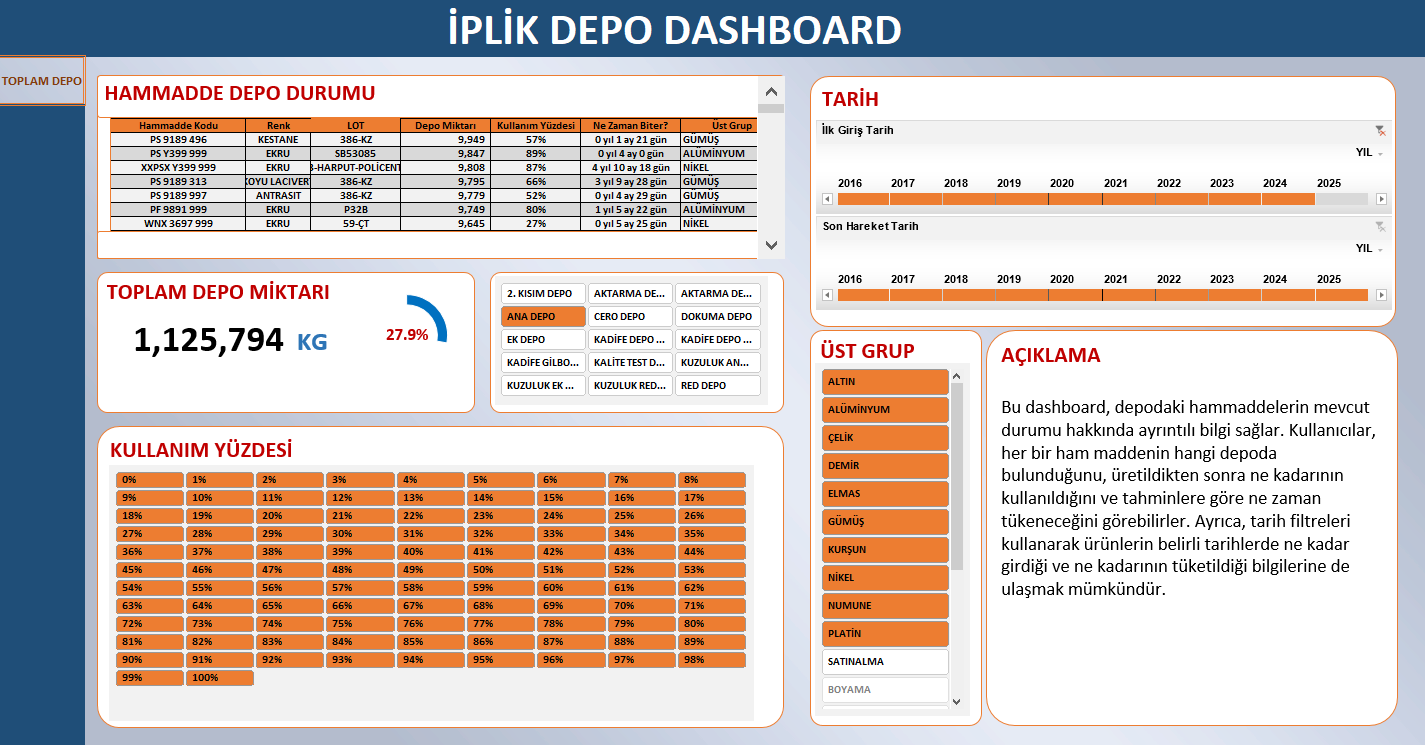 İPLİK DEPO DASHBOARD
TOPLAM DEPO
HAMMADDE DEPO DURUMU
Hammadde Kodu Renk LOT Depo Miktarı Kullanım Yüzdesi Ne Zaman Biter? Üst Grup
PS 9189 496 KESTANE 386-KZ 9,949 57% 0 yıl 1 ay 21 gün GÜMÜŞ
PS Y399 999 EKRU SB53085 9,847 89% 0 yıl 4 ay 0 gün ALÜMİNYUM
XXPSX Y399 999 EKRU 3-HARPUT-POLİCENT 9,808 87% 4 yıl 10 ay 18 gün NİKEL
PS 9189 313 KOYU LACIVERT 386-KZ 9,795 66% 3 yıl 9 ay 28 gün GÜMÜŞ
PS 9189 997 ANTRASIT 386-KZ 9,779 52% 0 yıl 4 ay 29 gün GÜMÜŞ
PF 9891 999 EKRU P32B 9,749 80% 1 yıl 5 ay 22 gün ALÜMİNYUM
WNX 3697 999 EKRU 59-ÇT 9,645 27% 0 yıl 5 ay 25 gün NİKEL
TARİH
İlk Giriş Tarih
YIL
2016 2017 2018 2019 2020 2021 2022 2023 2024 2025
Son Hareket Tarih
YIL
2016 2017 2018 2019 2020 2021 2022 2023 2024 2025
TOPLAM DEPO MİKTARI
1,125,794 KG
27.9%
2. KISIM DEPO AKTARMA DE... AKTARMA DE...
ANA DEPO CERO DEPO DOKUMA DEPO
EK DEPO KADİFE DEPO ... KADİFE DEPO ...
KADİFE GİLBO... KALİTE TEST D... KUZULUK AN...
KUZULUK EK ... KUZULUK RED... RED DEPO
KULLANIM YÜZDESİ
0% 1% 2% 3% 4% 5% 6% 7% 8%
9% 10% 11% 12% 13% 14% 15% 16% 17%
18% 19% 20% 21% 22% 23% 24% 25% 26%
27% 28% 29% 30% 31% 32% 33% 34% 35%
36% 37% 38% 39% 40% 41% 42% 43% 44%
45% 46% 47% 48% 49% 50% 51% 52% 53%
54% 55% 56% 57% 58% 59% 60% 61% 62%
63% 64% 65% 66% 67% 68% 69% 70% 71%
72% 73% 74% 75% 76% 77% 78% 79% 80%
81% 82% 83% 84% 85% 86% 87% 88% 89%
90% 91% 92% 93% 94% 95% 96% 97% 98%
99% 100%
ÜST GRUP
ALTIN
ALÜMİNYUM
ÇELİK
DEMİR
ELMAS
GÜMÜŞ
KURŞUN
NİKEL
NUMUNE
PLATİN
SATINALMA
BOYAMA
AÇIKLAMA
Bu dashboard, depodaki hammaddelerin mevcut
durumu hakkında ayrıntılı bilgi sağlar. Kullanıcılar,
her bir ham maddenin hangi depoda
bulunduğunu, üretildikten sonra ne kadarının
kullanıldığını ve tahminlere göre ne zaman
tükeneceğini görebilirler. Ayrıca, tarih filtreleri
kullanarak ürünlerin belirli tarihlerde ne kadar
girdiği ve ne kadarının tüketildiği bilgilerine de
ulaşmak mümkündür.